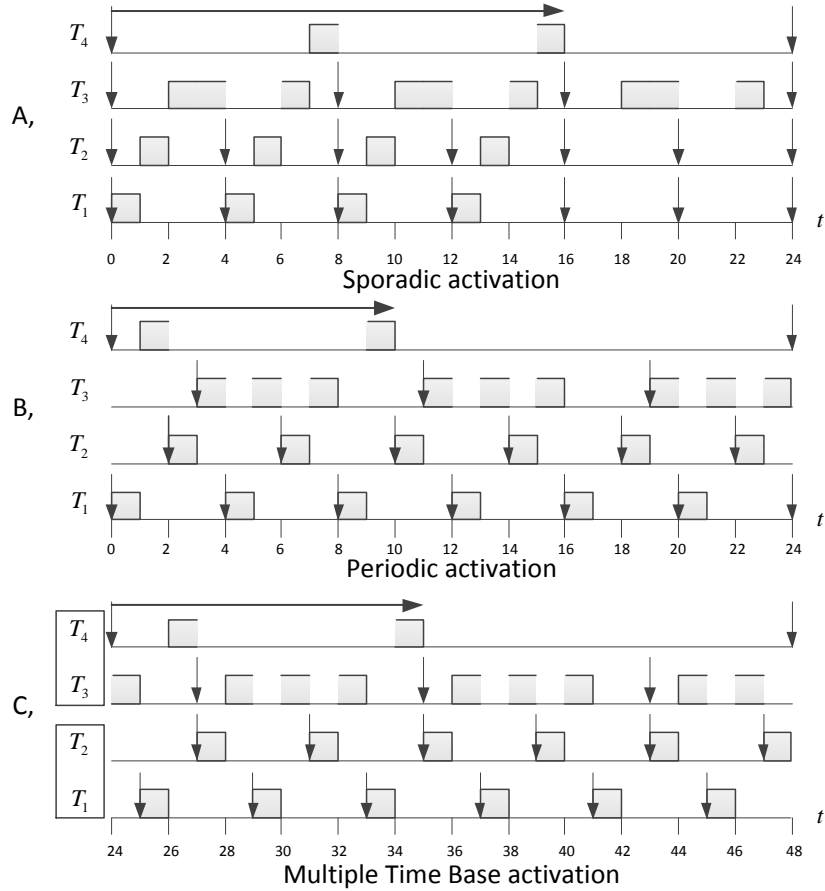 A,
T₄
T₃
T₂
T₁
t
0 2 4 6 8 10 12 14 16 18 20 22 24
Sporadic activation
B,
T₄
T₃
T₂
T₁
t
0 2 4 6 8 10 12 14 16 18 20 22 24
Periodic activation
C,
T₄
T₃
T₂
T₁
t
24 26 28 30 32 34 36 38 40 42 44 46 48
Multiple Time Base activation